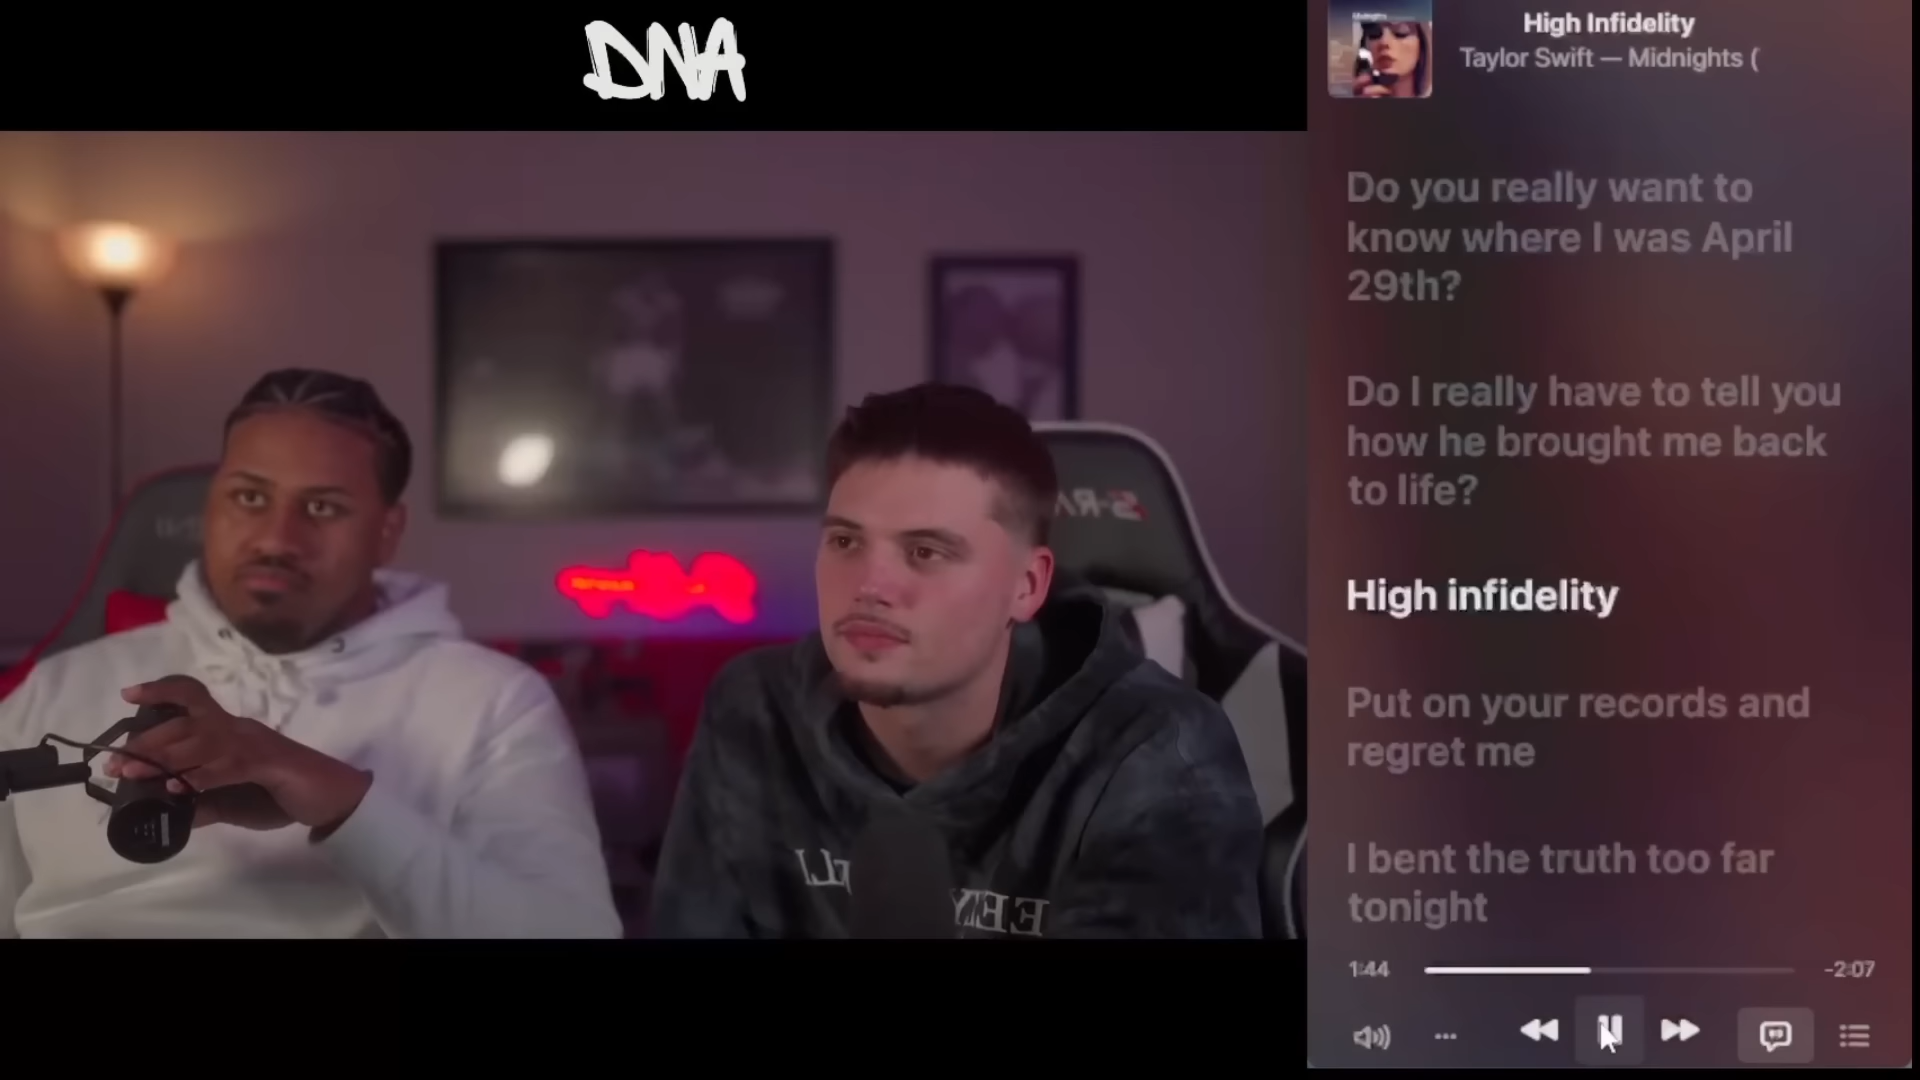 DNA
High Infidelity
Taylor Swift — Midnights (
Do you really want to
know where I was April
29th?
Do I really have to tell you
how he brought me back
to life?
High infidelity
Put on your records and
regret me
I bent the truth too far
tonight
1:44
-2:07